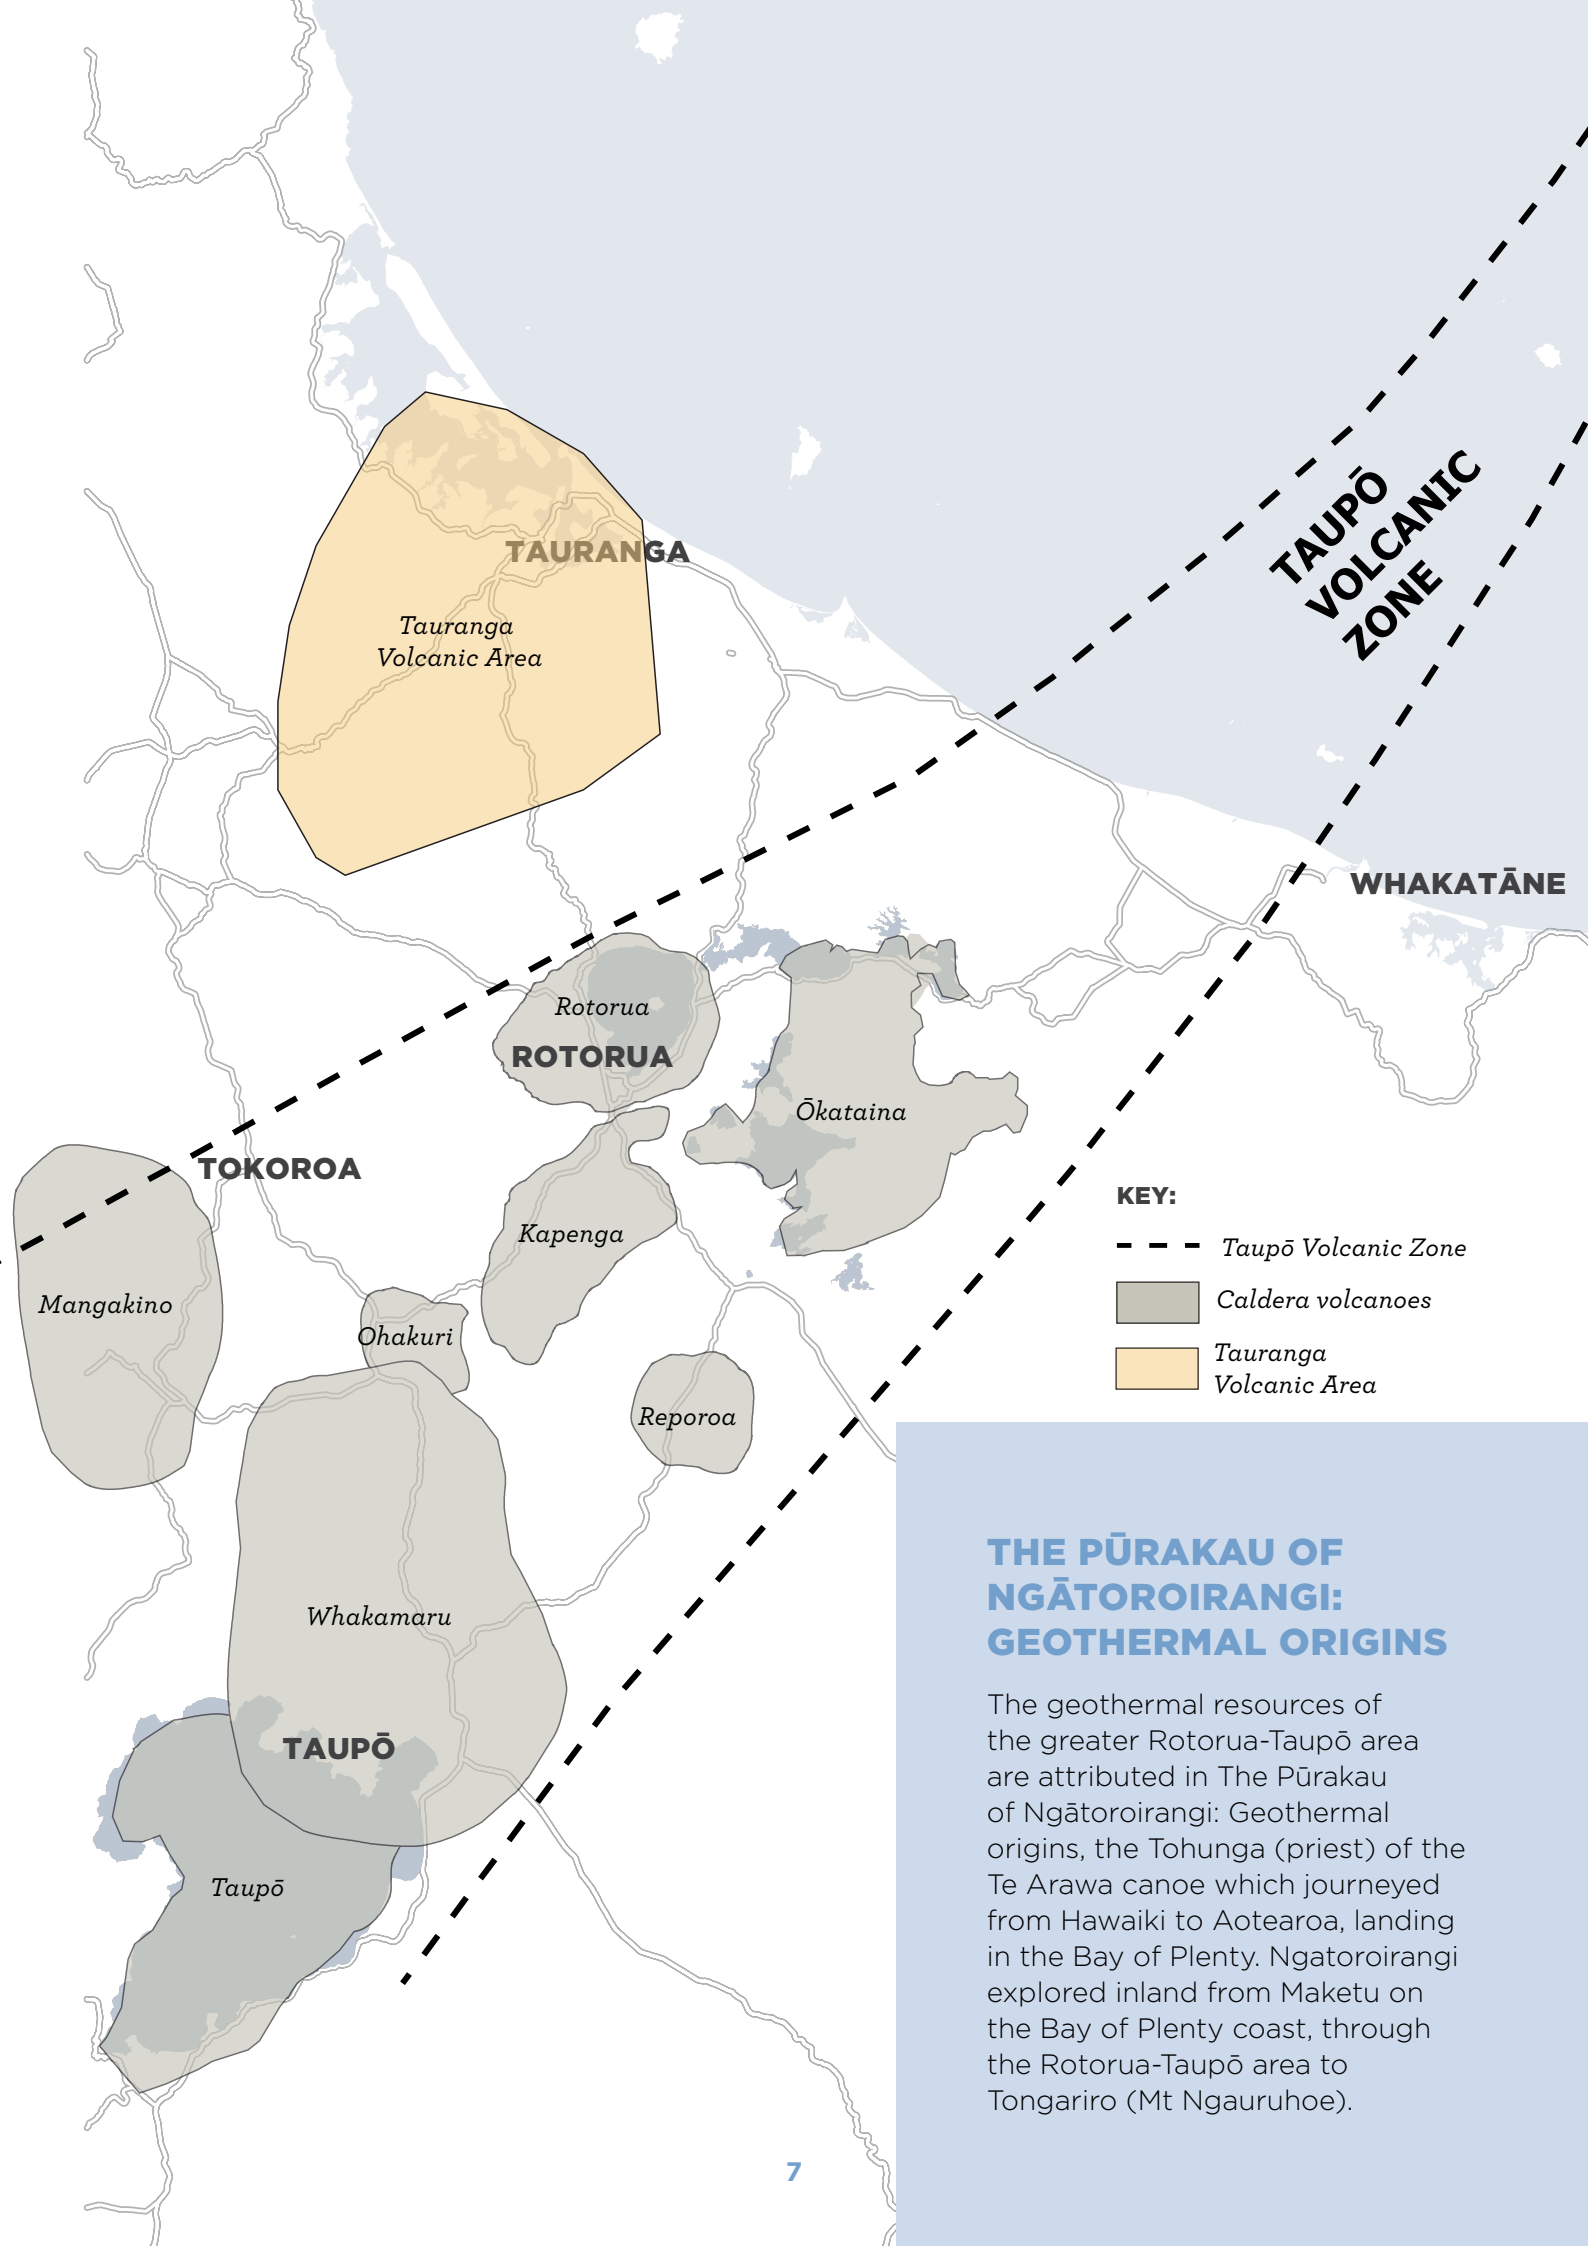 TAUPŌ
VOLCANIC
ZONE
TAURANGA
Tauranga
Volcanic Area
WHAKATĀNE
Rotorua
ROTORUA
Ōkataina
TOKOROA
Kapenga
Mangakino
Ohakuri
Reporoa
Whakamaru
TAUPŌ
Taupō
KEY:
Taupō Volcanic Zone
Caldera volcanoes
Tauranga
Volcanic Area
THE PŪRAKAU OF
NGĀTOROIRANGI:
GEOTHERMAL ORIGINS
The geothermal resources of
the greater Rotorua-Taupō area
are attributed in The Pūrakau
of Ngātoroirangi: Geothermal
origins, the Tohunga (priest) of the
Te Arawa canoe which journeyed
from Hawaiki to Aotearoa, landing
in the Bay of Plenty. Ngatoroirangi
explored inland from Maketu on
the Bay of Plenty coast, through
the Rotorua-Taupō area to
Tongariro (Mt Ngauruhoe).
7